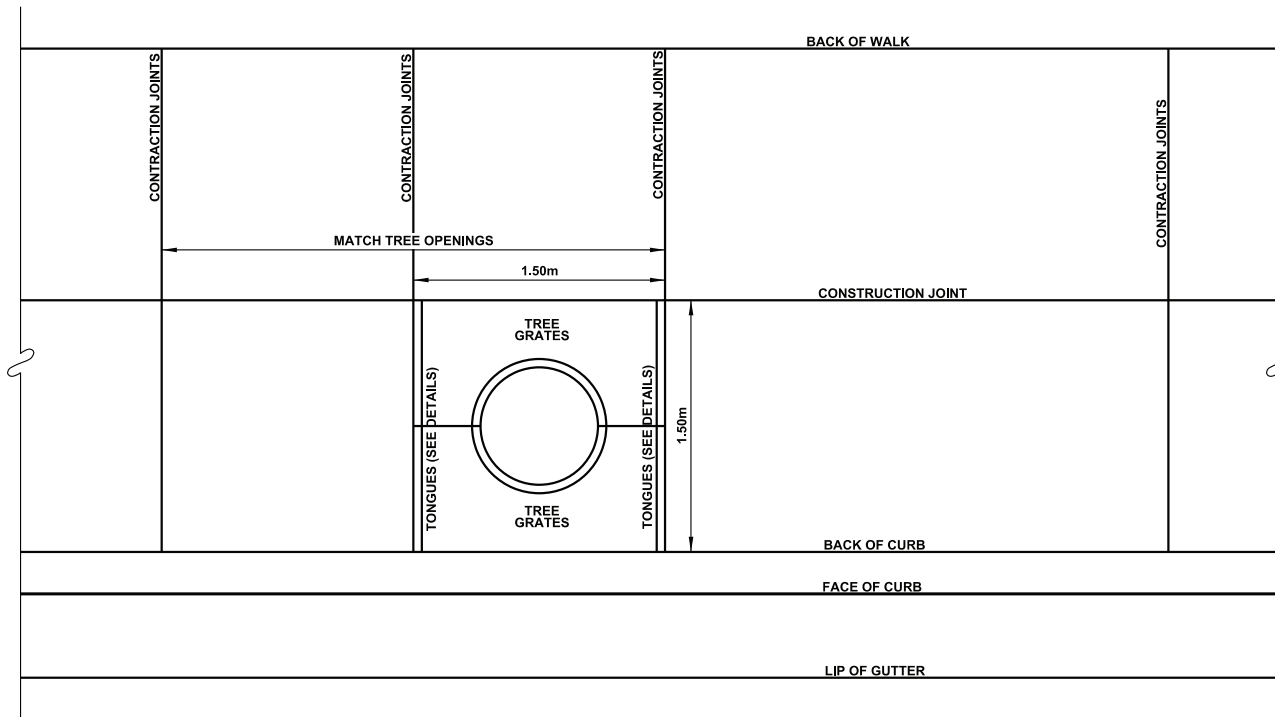 BACK OF WALK
CONTRACTION JOINTS
CONTRACTION JOINTS
CONTRACTION JOINTS
CONTRACTION JOINTS
MATCH TREE OPENINGS
1.50m
CONSTRUCTION JOINT
TREE
GRATES
TONGUES (SEE DETAILS)
TONGUES (SEE DETAILS)
1.50m
TREE
GRATES
BACK OF CURB
FACE OF CURB
LIP OF GUTTER